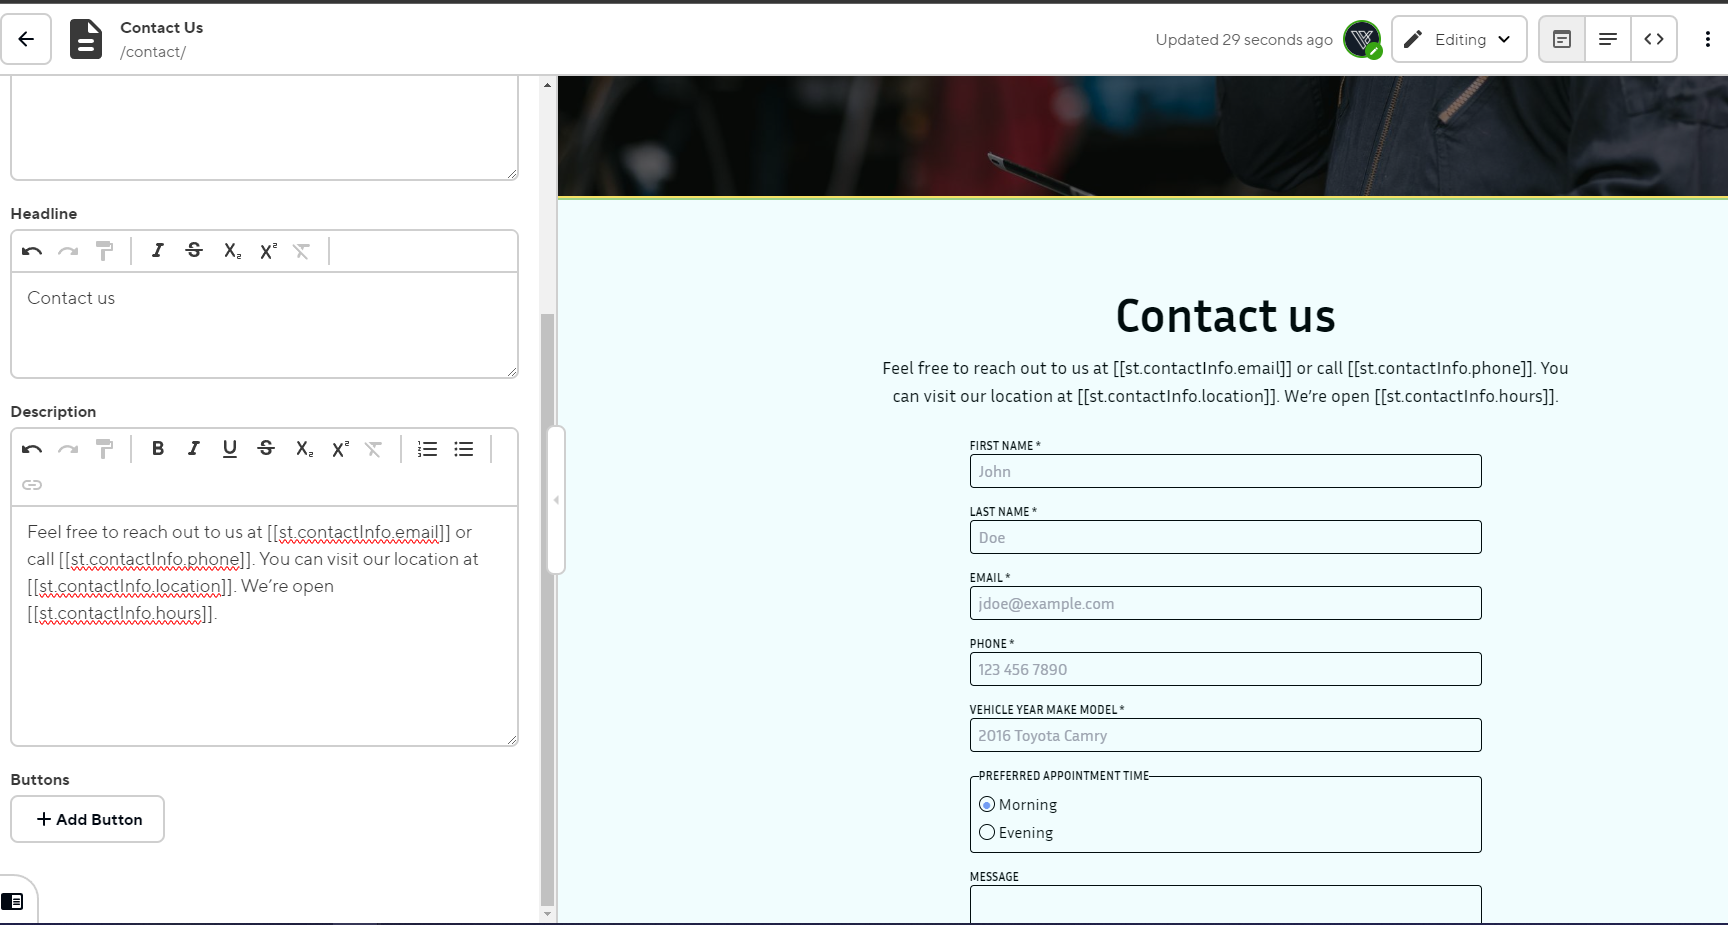 Contact Us
/contact/
Updated 29 seconds ago
Editing
Headline
Contact us
Description
Feel free to reach out to us at [[st.contactInfo.email]] or
call [[st.contactInfo.phone]]. You can visit our location at
[[st.contactInfo.location]]. We’re open
[[st.contactInfo.hours]].
Buttons
+ Add Button
Contact us
Feel free to reach out to us at [[st.contactInfo.email]] or call [[st.contactInfo.phone]]. You
can visit our location at [[st.contactInfo.location]]. We’re open [[st.contactInfo.hours]].
FIRST NAME *
John
LAST NAME *
Doe
EMAIL *
jdoe@example.com
PHONE *
123 456 7890
VEHICLE YEAR MAKE MODEL *
2016 Toyota Camry
PREFERRED APPOINTMENT TIME
Morning
Evening
MESSAGE